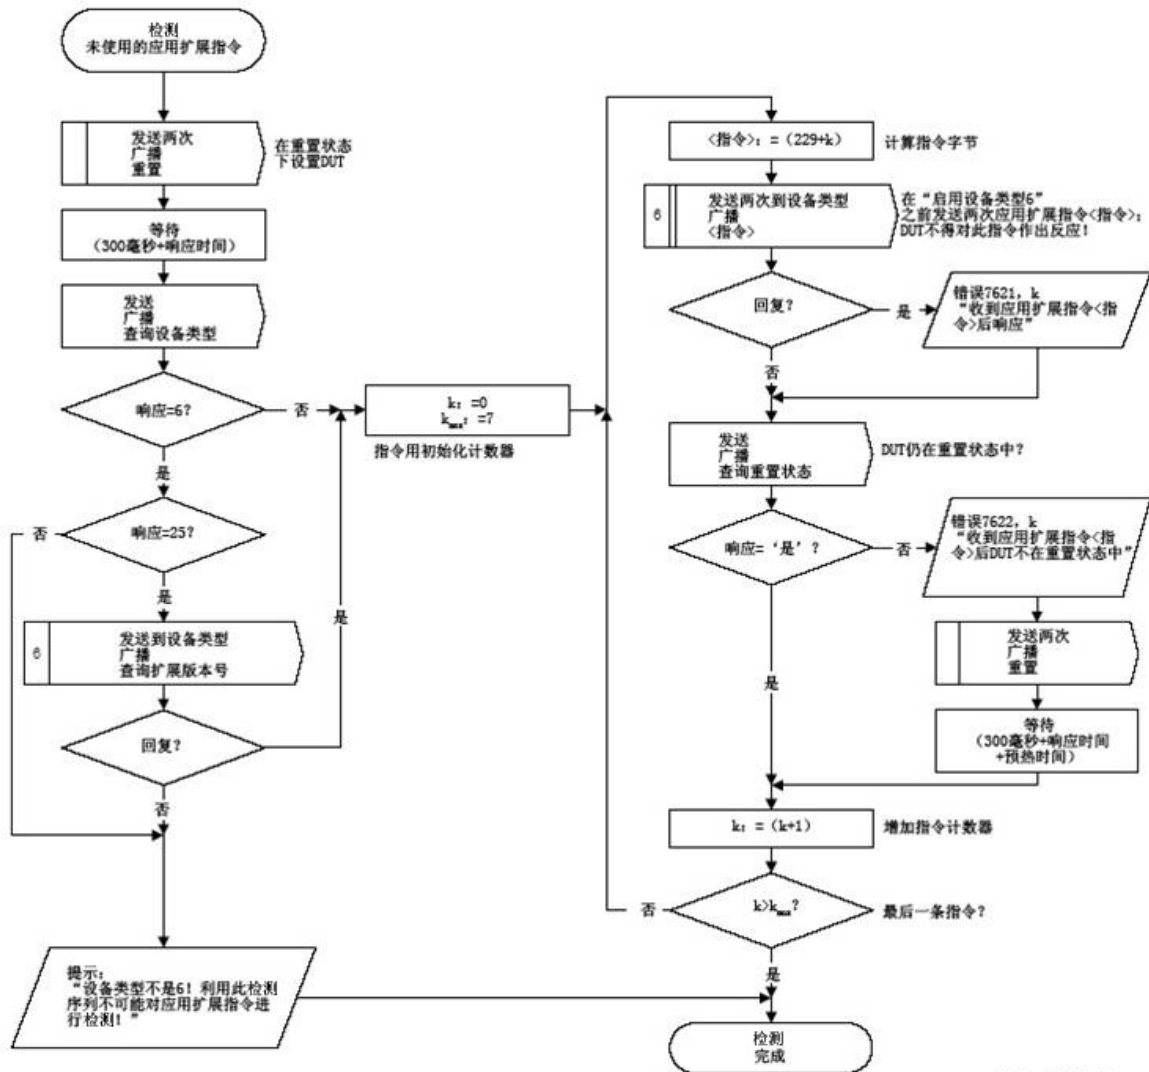 检测
未使用的应用扩展指令
发送两次
广播
重置
在重置状态
下设置DUT
等待
(300毫秒+响应时间)
发送
广播
查询设备类型
响应=6?
否
是
响应=25?
否
是
6
发送到设备类型
广播
查询扩展版本号
回复?
是
否
提示:
“设备类型不是6! 利用此检测
序列不可能对应用扩展指令进
行检测! ”
k: =0
kmax: =7
指令用初始化计数器
<指令>: = (229+k)
计算指令字节
6
发送两次到设备类型
广播
<指令>
在“启用设备类型6”
之前发送两次应用扩展指令<指令>;
DUT不得对此指令作出反应!
回复?
是
错误7621, k
“收到应用扩展指令<指
令>后响应”
否
发送
广播
查询重置状态
DUT仍在重置状态中?
响应= ‘是’ ?
否
错误7622, k
“收到应用扩展指令<指
令>后DUT不在重置状态中”
发送两次
广播
重置
是
等待
(300毫秒+响应时间
+预热时间)
k: = (k+1)
增加指令计数器
k>kmax?
否
最后一条指令?
是
检测
完成